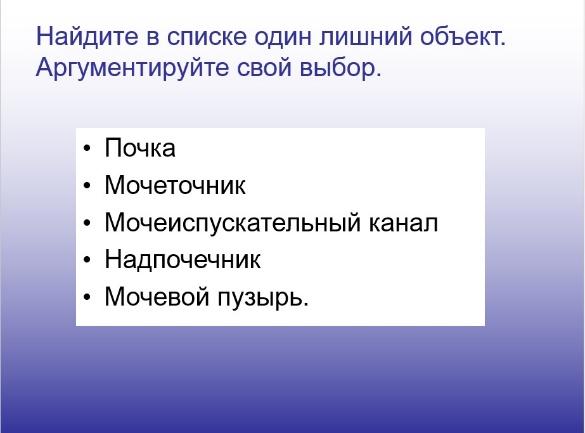 Найдите в списке один лишний объект.
Аргументируйте свой выбор.
• Почка
• Мочеточник
• Мочеиспускательный канал
• Надпочечник
• Мочевой пузырь.